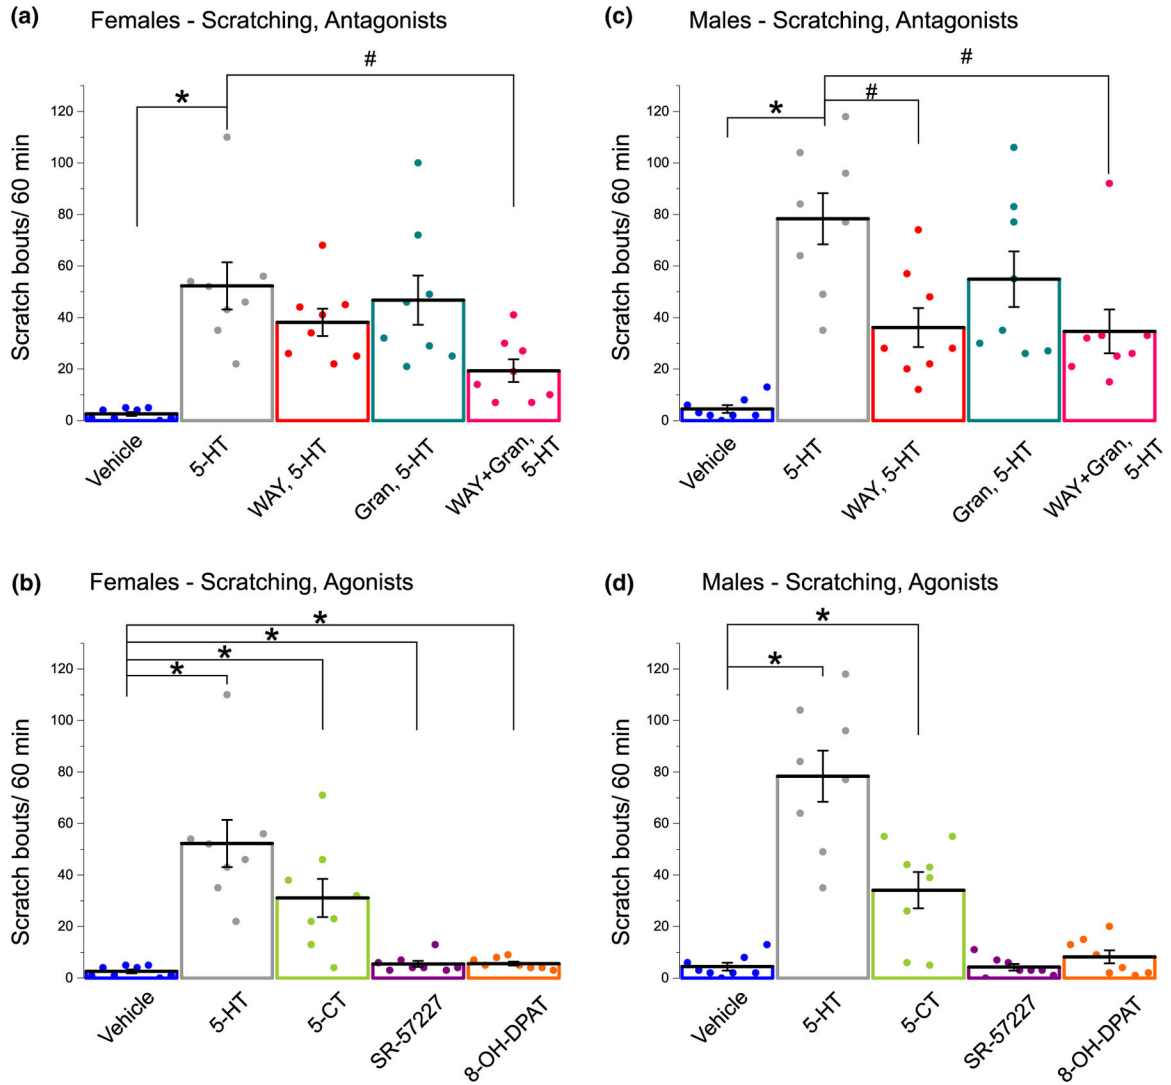 (a) Females - Scratching, Antagonists
#
*
Scratch bouts/ 60 min
120
100
80
60
40
20
0
Vehicle
5-HT
WAY, 5-HT
Gran, 5-HT
WAY+Gran,
5-HT
(c) Males - Scratching, Antagonists
#
#
*
Scratch bouts/ 60 min
120
100
80
60
40
20
0
Vehicle
5-HT
WAY, 5-HT
Gran, 5-HT
WAY+Gran,
5-HT
(b) Females - Scratching, Agonists
*
*
*
*
Scratch bouts/ 60 min
120
100
80
60
40
20
0
Vehicle
5-HT
5-CT
SR-57227
8-OH-DPAT
(d) Males - Scratching, Agonists
*
*
Scratch bouts/ 60 min
120
100
80
60
40
20
0
Vehicle
5-HT
5-CT
SR-57227
8-OH-DPAT